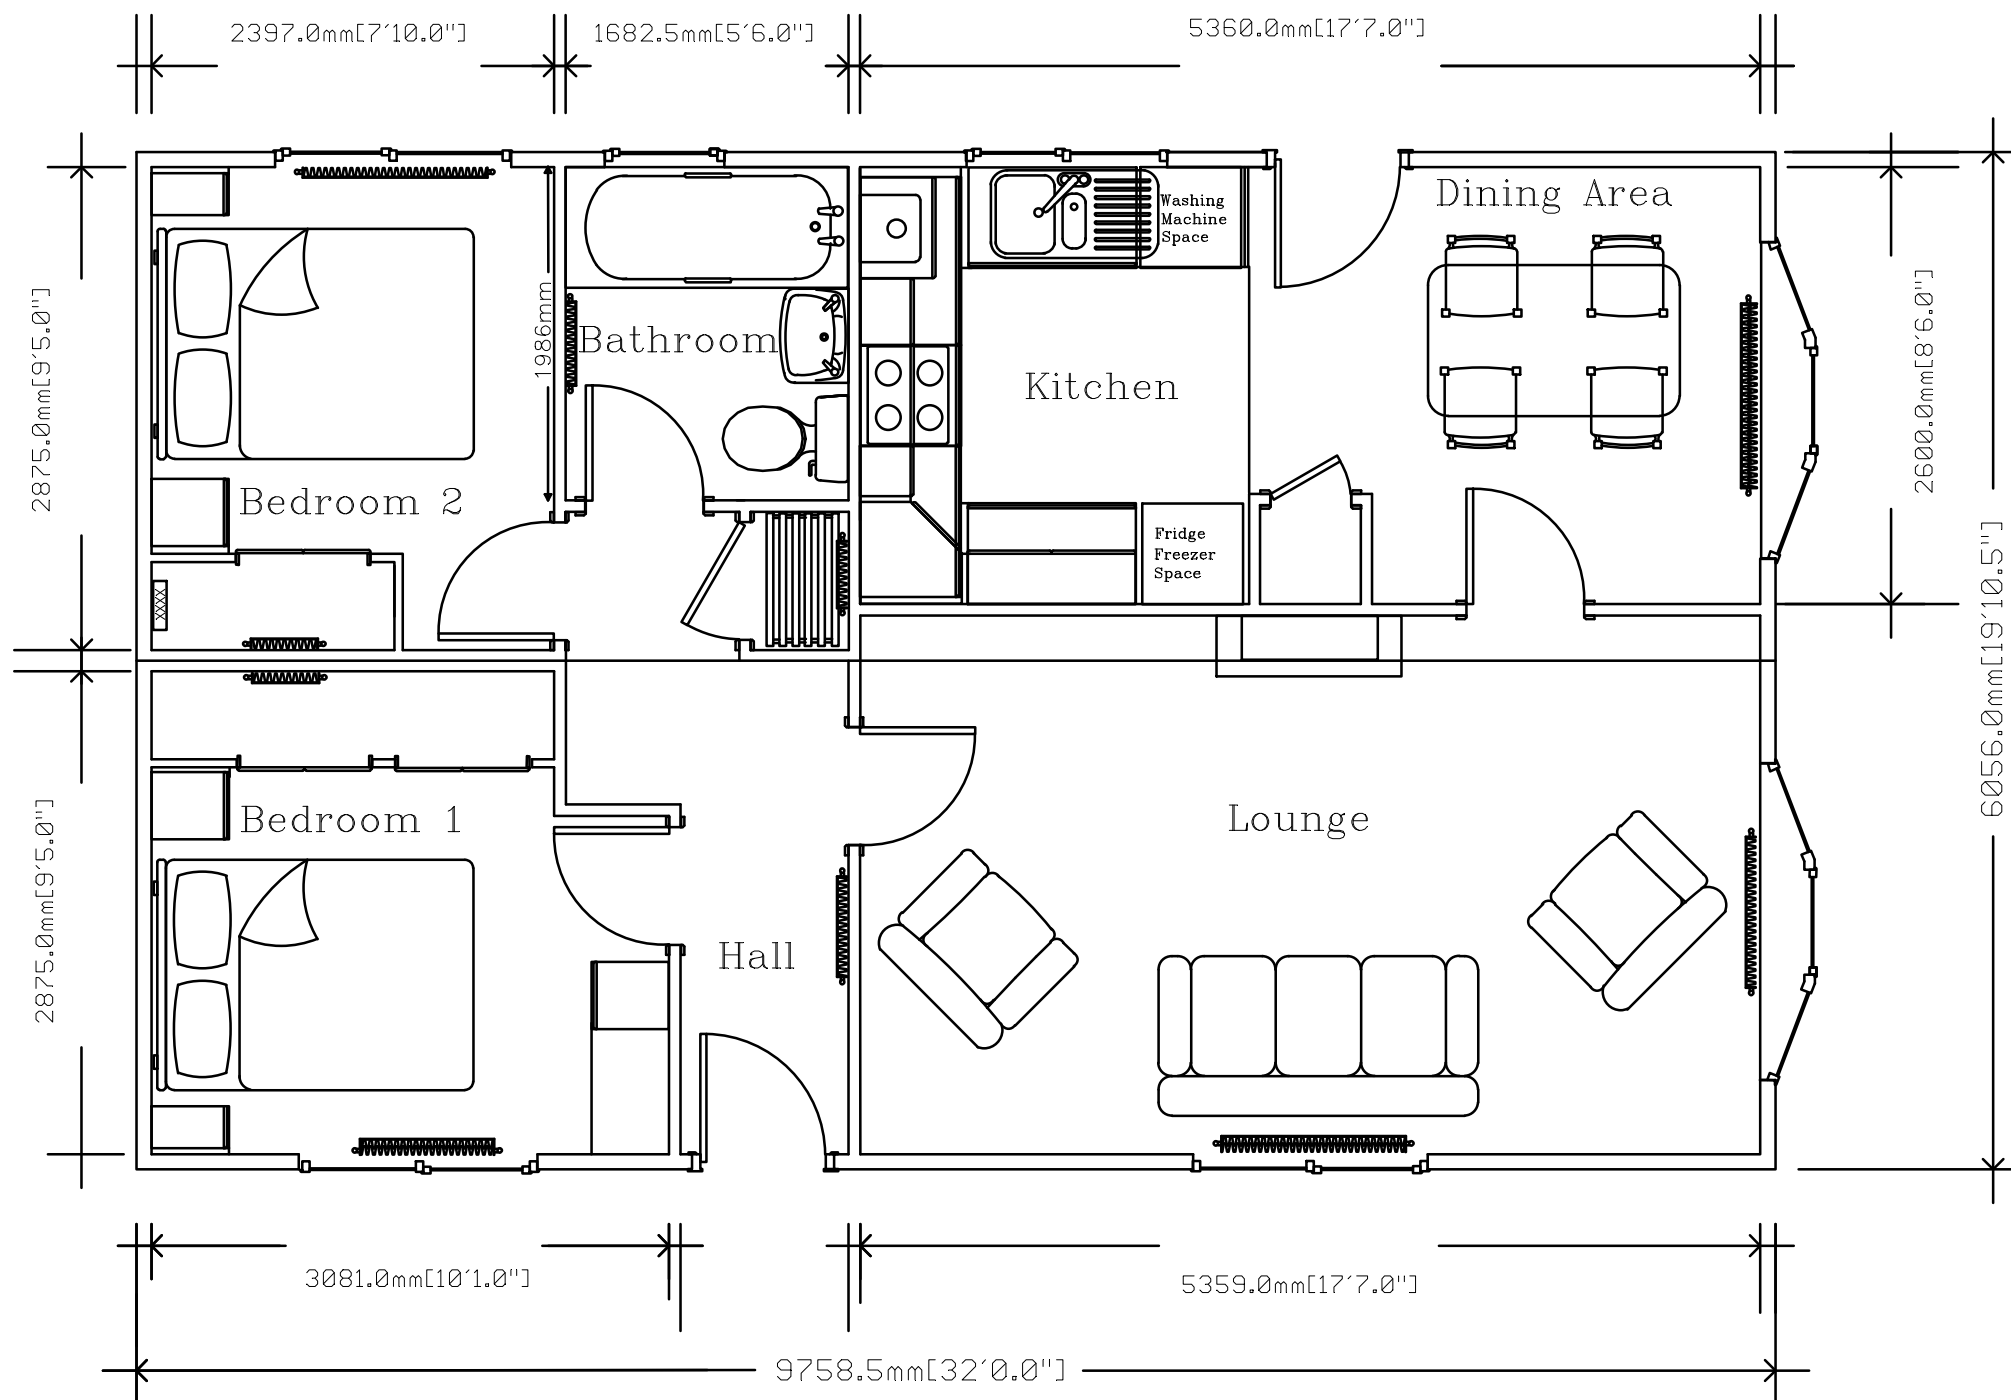 2397.0mm[7'10.0"]
1682.5mm[5'6.0"]
5360.0mm[17'7.0"]
Dining Area
Washing
Machine
Space
2875.0mm[9'5.0"]
1986mm
Bathroom
Kitchen
2600.0mm[8'6.0"]
Bedroom 2
Fridge
Freezer
Space
6056.0mm[19'10.5"]
Bedroom 1
Lounge
2875.0mm[9'5.0"]
Hall
3081.0mm[10'1.0"]
5359.0mm[17'7.0"]
9758.5mm[32'0.0"]